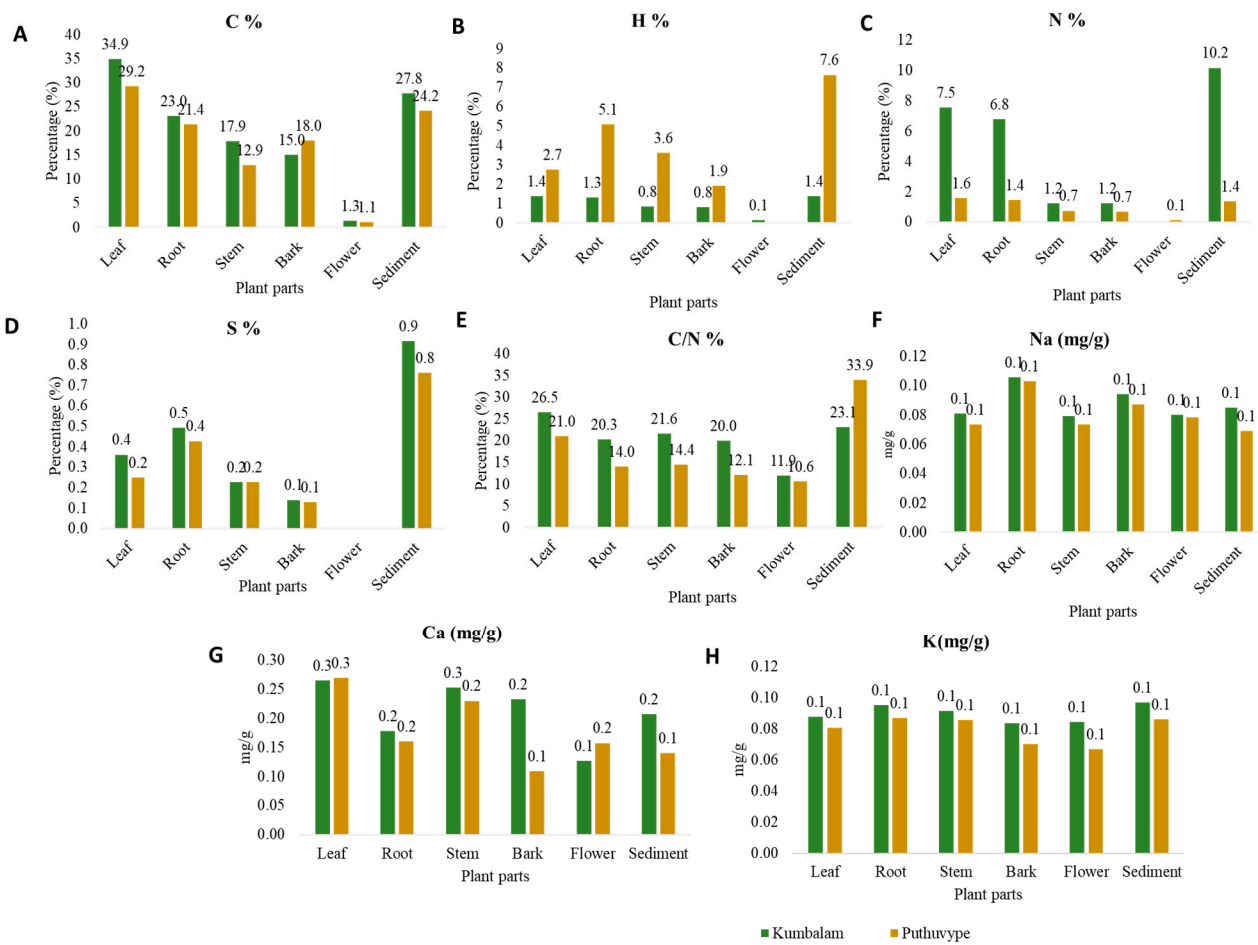 A
C %
Percentage (%)
40
35
30
25
20
15
10
5
0
34.9
29.2
23.0
21.4
17.9
12.9
15.0
18.0
1.3
1.1
27.8
24.2
Leaf
Root
Stem
Bark
Flower
Sediment
Plant parts
B
H %
Percentage (%)
9
8
7
6
5
4
3
2
1
0
1.4
2.7
1.3
5.1
0.8
3.6
0.8
1.9
0.1
1.4
7.6
Leaf
Root
Stem
Bark
Flower
Sediment
Plant parts
C
N %
Percentage (%)
12
10
8
6
4
2
0
7.5
1.6
6.8
1.4
1.2
0.7
1.2
0.7
0.1
10.2
1.4
Leaf
Root
Stem
Bark
Flower
Sediment
Plant parts
D
S %
Percentage (%)
1.0
0.9
0.8
0.7
0.6
0.5
0.4
0.3
0.2
0.1
0.0
0.4
0.2
0.5
0.4
0.2
0.2
0.1
0.1
0.9
0.8
Leaf
Root
Stem
Bark
Flower
Sediment
Plant parts
E
C/N %
Percentage (%)
40
35
30
25
20
15
10
5
0
26.5
21.0
20.3
14.0
21.6
14.4
20.0
12.1
11.9
10.6
23.1
33.9
Leaf
Root
Stem
Bark
Flower
Sediment
Plant parts
F
Na (mg/g)
mg/g
0.12
0.10
0.08
0.06
0.04
0.02
0.00
0.1
0.1
0.1
0.1
0.1
0.1
0.1
0.1
0.1
0.1
0.1
0.1
Leaf
Root
Stem
Bark
Flower
Sediment
Plant parts
G
Ca (mg/g)
mg/g
0.30
0.25
0.20
0.15
0.10
0.05
0.00
0.3
0.3
0.2
0.2
0.3
0.2
0.2
0.1
0.1
0.2
0.2
0.1
Leaf
Root
Stem
Bark
Flower
Sediment
Plant parts
H
K(mg/g)
mg/g
0.12
0.10
0.08
0.06
0.04
0.02
0.00
0.1
0.1
0.1
0.1
0.1
0.1
0.1
0.1
0.1
0.1
0.1
0.1
Leaf
Root
Stem
Bark
Flower
Sediment
Plant parts
Kumbalam
Puthuvype